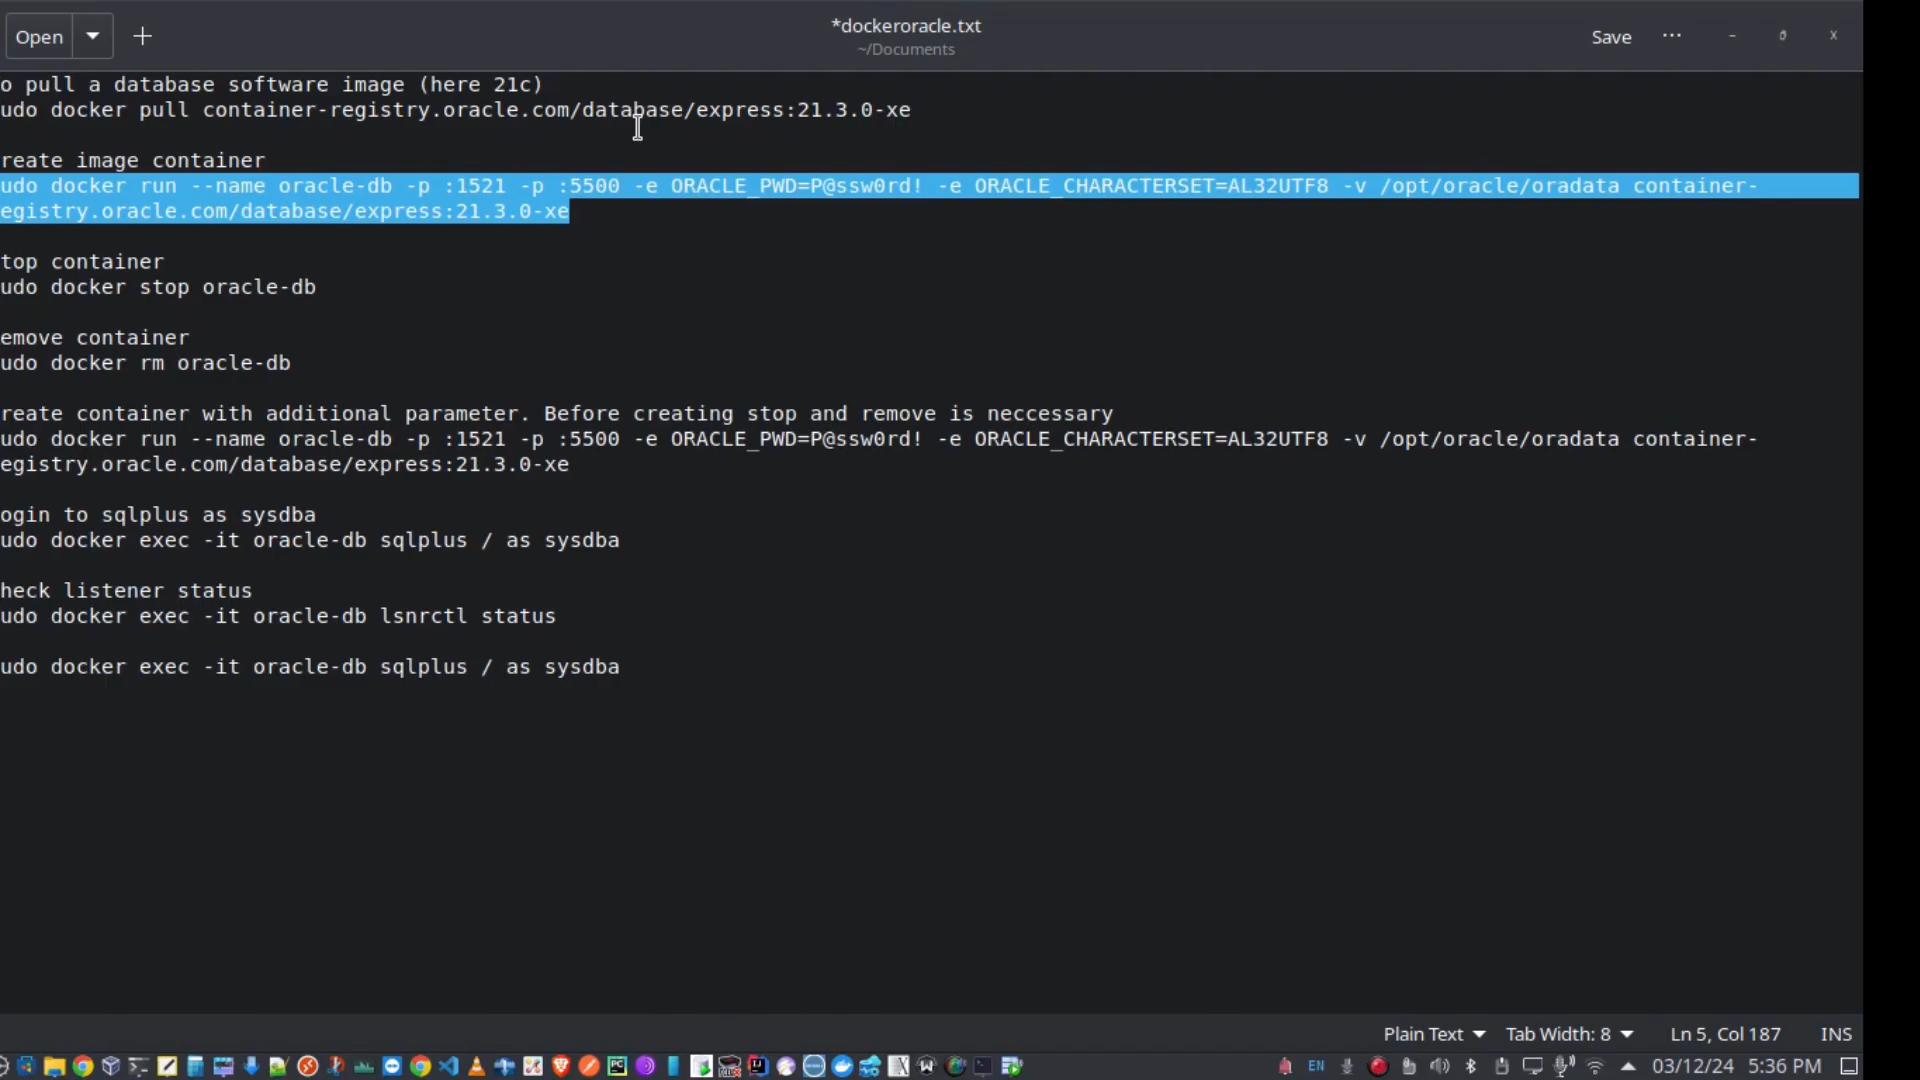 Open
*dockeroracle.txt
~/Documents
Save
o pull a database software image (here 21c)
udo docker pull container-registry.oracle.com/database/express:21.3.0-xe
reate image container
udo docker run --name oracle-db -p :1521 -p :5500 -e ORACLE_PWD=P@ssw0rd! -e ORACLE_CHARACTERSET=AL32UTF8 -v /opt/oracle/oradata container-
egistry.oracle.com/database/express:21.3.0-xe
top container
udo docker stop oracle-db
emove container
udo docker rm oracle-db
reate container with additional parameter. Before creating stop and remove is neccessary
udo docker run --name oracle-db -p :1521 -p :5500 -e ORACLE_PWD=P@ssw0rd! -e ORACLE_CHARACTERSET=AL32UTF8 -v /opt/oracle/oradata container-
egistry.oracle.com/database/express:21.3.0-xe
ogin to sqlplus as sysdba
udo docker exec -it oracle-db sqlplus / as sysdba
heck listener status
udo docker exec -it oracle-db lsnrctl status
udo docker exec -it oracle-db sqlplus / as sysdba
Plain Text Tab Width: 8 Ln 5, Col 187 INS
EN 03/12/24 5:36 PM